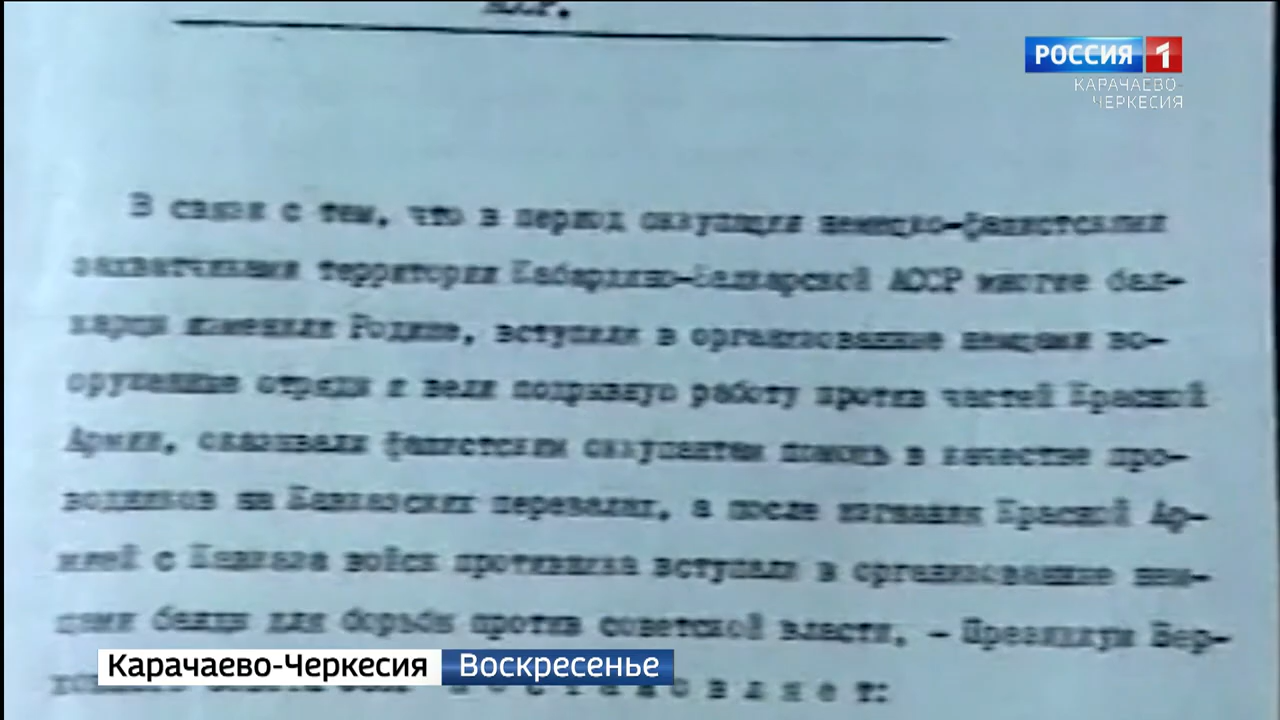 РОССИЯ 1
КАРАЧАЕВО-
ЧЕРКЕСИЯ
В связи с тем, что в период оккупации немецко-фашистскими
захватчиками территории Кабардино-Балкарской АССР многие бал-
карцы изменили Родине, вступали в организованные немцами во-
оруженные отряды и вели подрывную работу против частей Красной
Армии, оказывали фашистским оккупантам помощь в качестве про-
водников на Кавказских перевалах, а после изгнания Красной Ар-
мией с Кавказа войск противника вступали в организованные нем-
цами банды для борьбы против советской власти, - Президиум Вер-
п о с т а н о в л я е т:
Карачаево-Черкесия Воскресенье